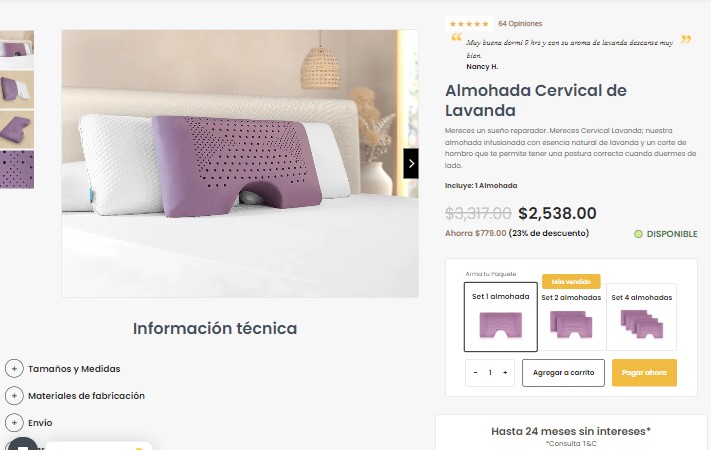 64 Opiniones
“ Muy buena dormí 9 hrs y con su aroma de lavanda descanse muy ”
bien.
Nancy H.
Almohada Cervical de
Lavanda
Mereces un sueño reparador. Mereces Cervical Lavanda; nuestra
almohada infusionada con esencia natural de lavanda y un corte de
hombro que te permite tener una postura correcta cuando duermes de
lado.
Incluye: 1 Almohada
$3,317.00 $2,538.00
Ahorra $779.00 (23% de descuento)
DISPONIBLE
Arma tu Paquete
Más vendido
Set 1 almohada
Set 2 almohadas
Set 4 almohadas
- 1 +
Agregar a carrito
Pagar ahora
Hasta 24 meses sin intereses*
*Consulta T&C
Información técnica
+ Tamaños y Medidas
+ Materiales de fabricación
+ Envío